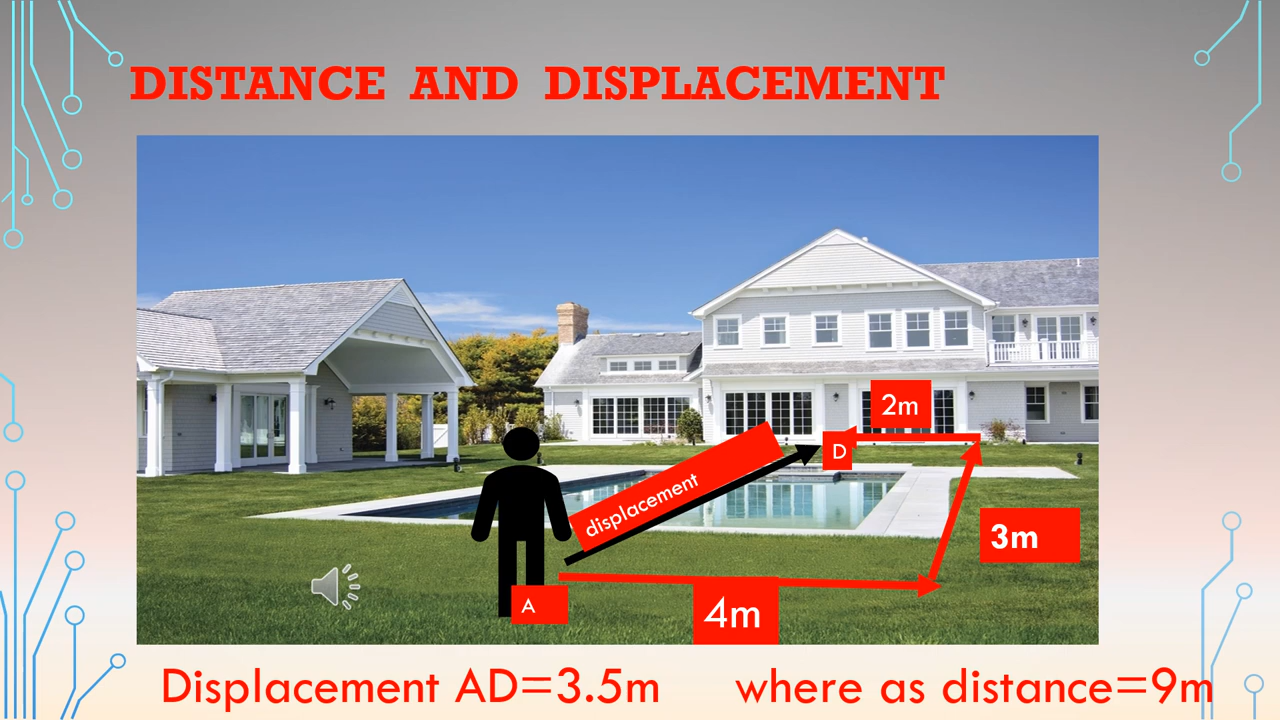 DISTANCE AND DISPLACEMENT
2m
D
displacement
3m
A
4m
Displacement AD=3.5m where as distance=9m